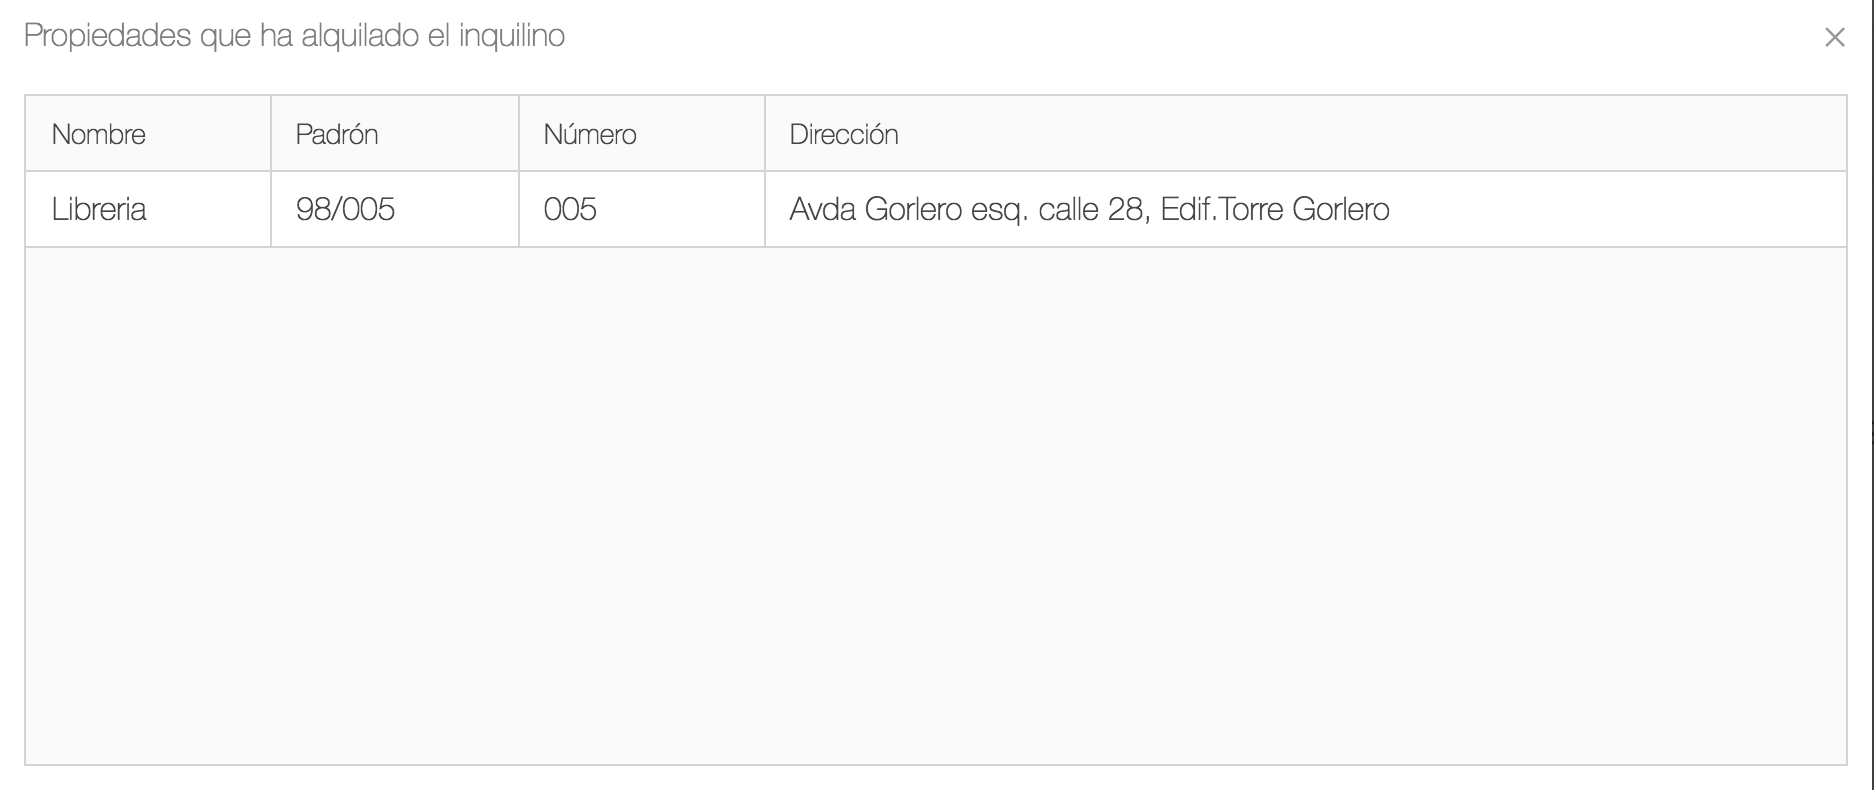 Propiedades que ha alquilado el inquilino
Nombre Padrón Número Dirección
Libreria 98/005 005 Avda Gorlero esq. calle 28, Edif.Torre Gorlero